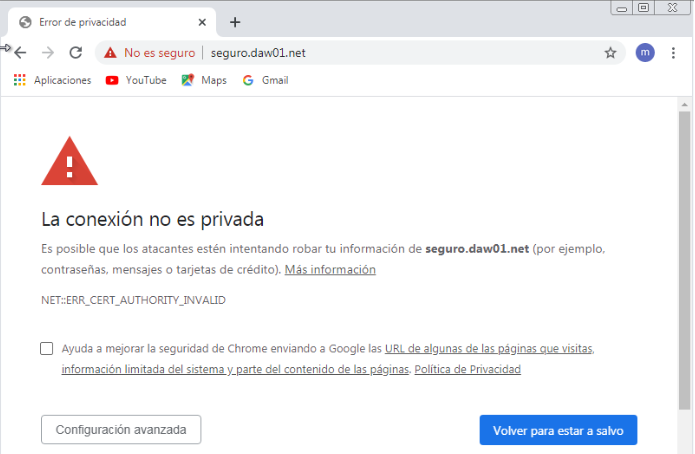 Error de privacidad
No es seguro | seguro.daw01.net
m
Aplicaciones YouTube Maps Gmail
La conexión no es privada
Es posible que los atacantes estén intentando robar tu información de seguro.daw01.net (por ejemplo,
contraseñas, mensajes o tarjetas de crédito). Más información
NET::ERR_CERT_AUTHORITY_INVALID
Ayuda a mejorar la seguridad de Chrome enviando a Google las URL de algunas de las páginas que visitas,
información limitada del sistema y parte del contenido de las páginas. Política de Privacidad
Configuración avanzada
Volver para estar a salvo